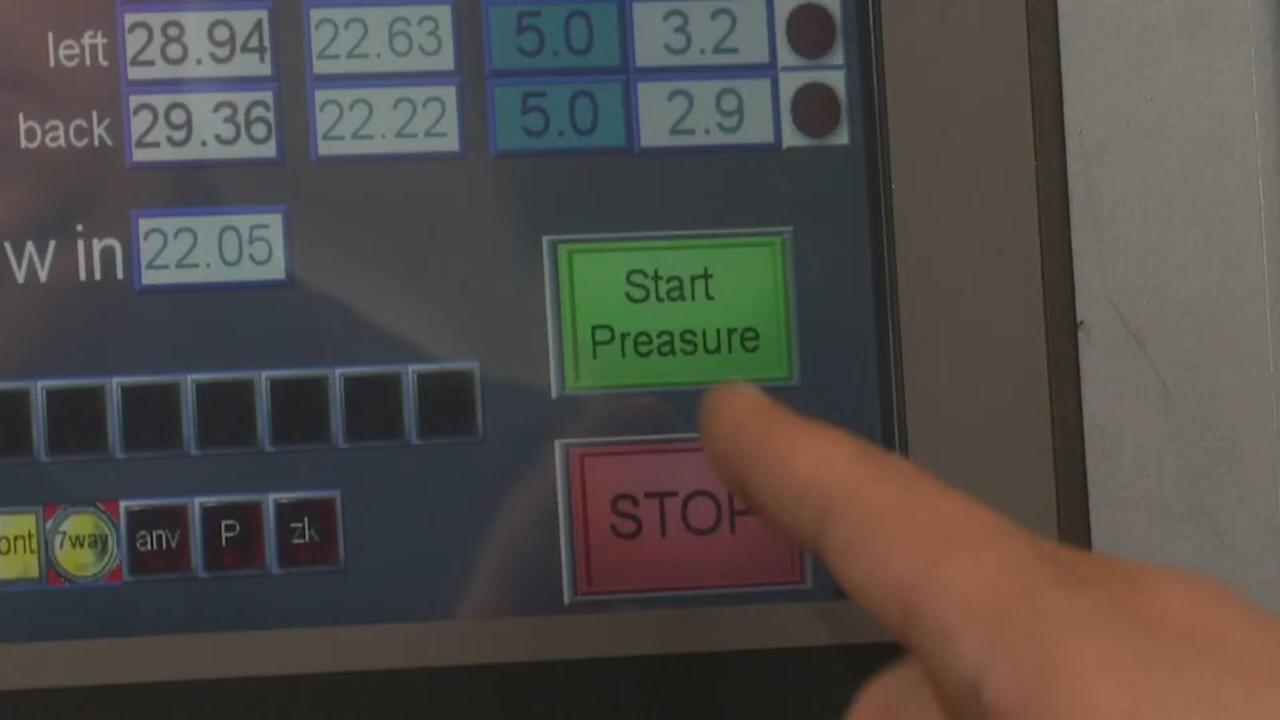 left 28.94 22.63 5.0 3.2
back 29.36 22.22 5.0 2.9
w in 22.05
Start
Preasure
STOP
ont 7way anv P zk